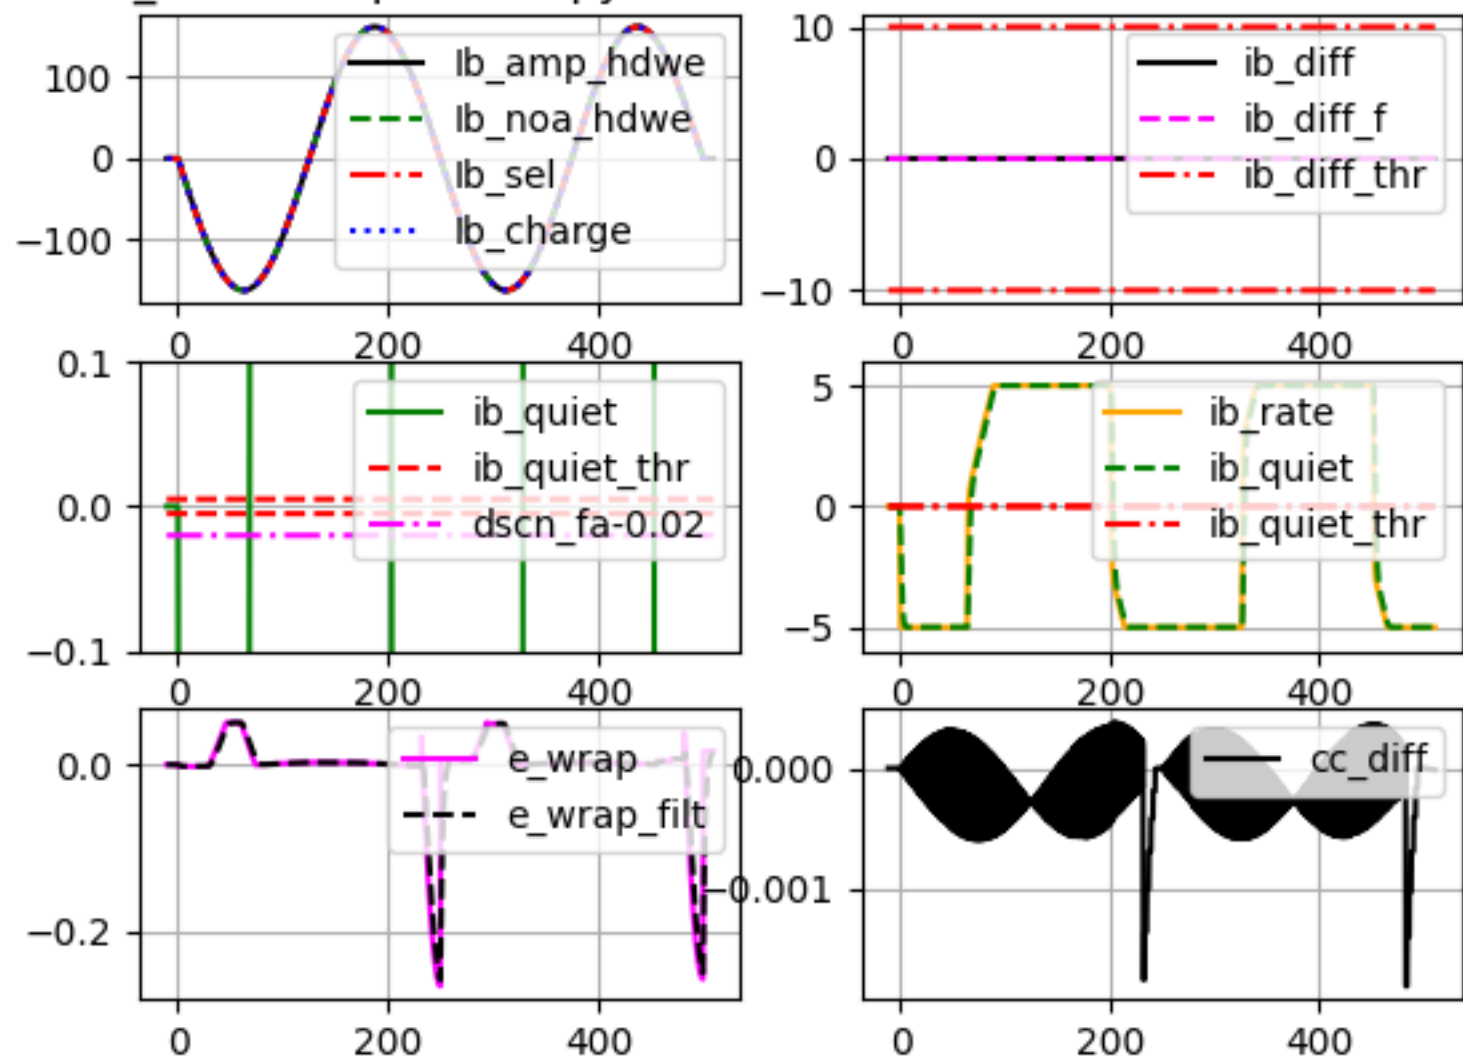 100
0
−100
Ib_amp_hdwe
Ib_noa_hdwe
Ib_sel
Ib_charge
0
200
400
10
0
−10
ib_diff
ib_diff_f
ib_diff_thr
0
200
400
0.1
0.0
−0.1
ib_quiet
ib_quiet_thr
dscn_fa-0.02
0
200
400
5
0
−5
ib_rate
ib_quiet
ib_quiet_thr
0
200
400
0.0
−0.2
e_wrap
e_wrap_filt
0
200
400
0.000
−0.001
cc_diff
0
200
400